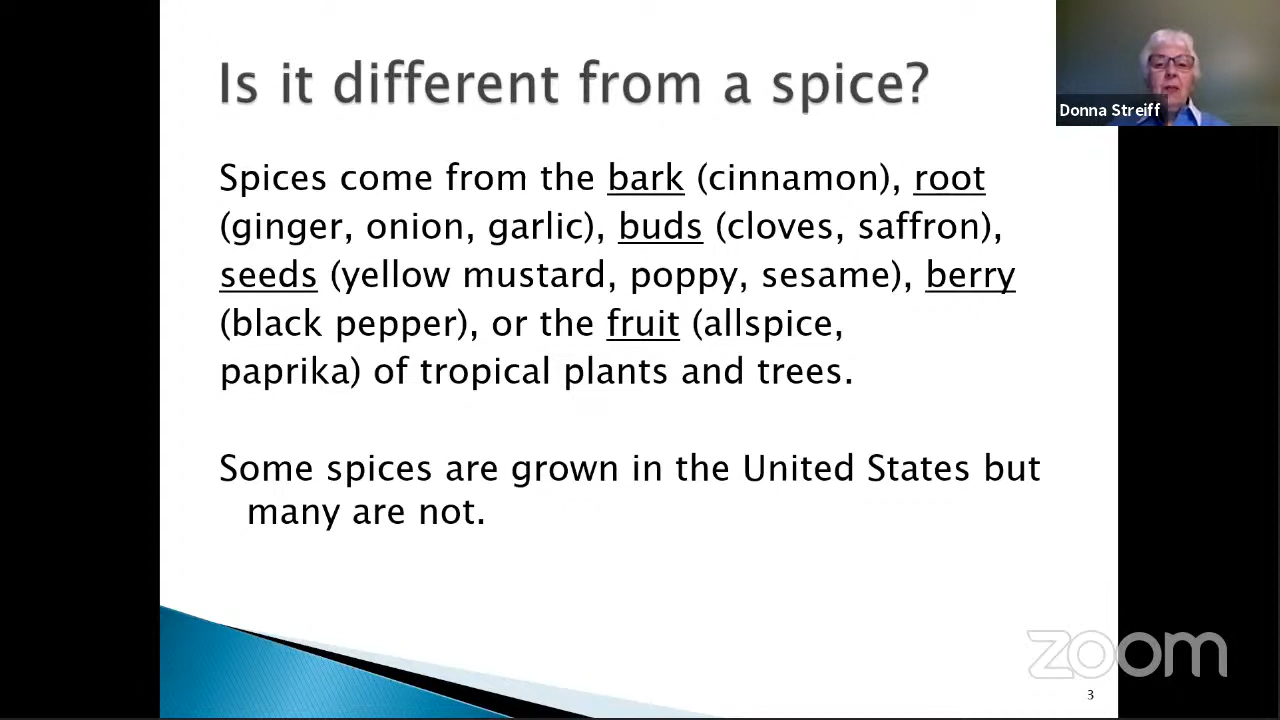 Is it different from a spice?
Donna Streiff
Spices come from the bark (cinnamon), root
(ginger, onion, garlic), buds (cloves, saffron),
seeds (yellow mustard, poppy, sesame), berry
(black pepper), or the fruit (allspice,
paprika) of tropical plants and trees.
Some spices are grown in the United States but
many are not.
zoom
3